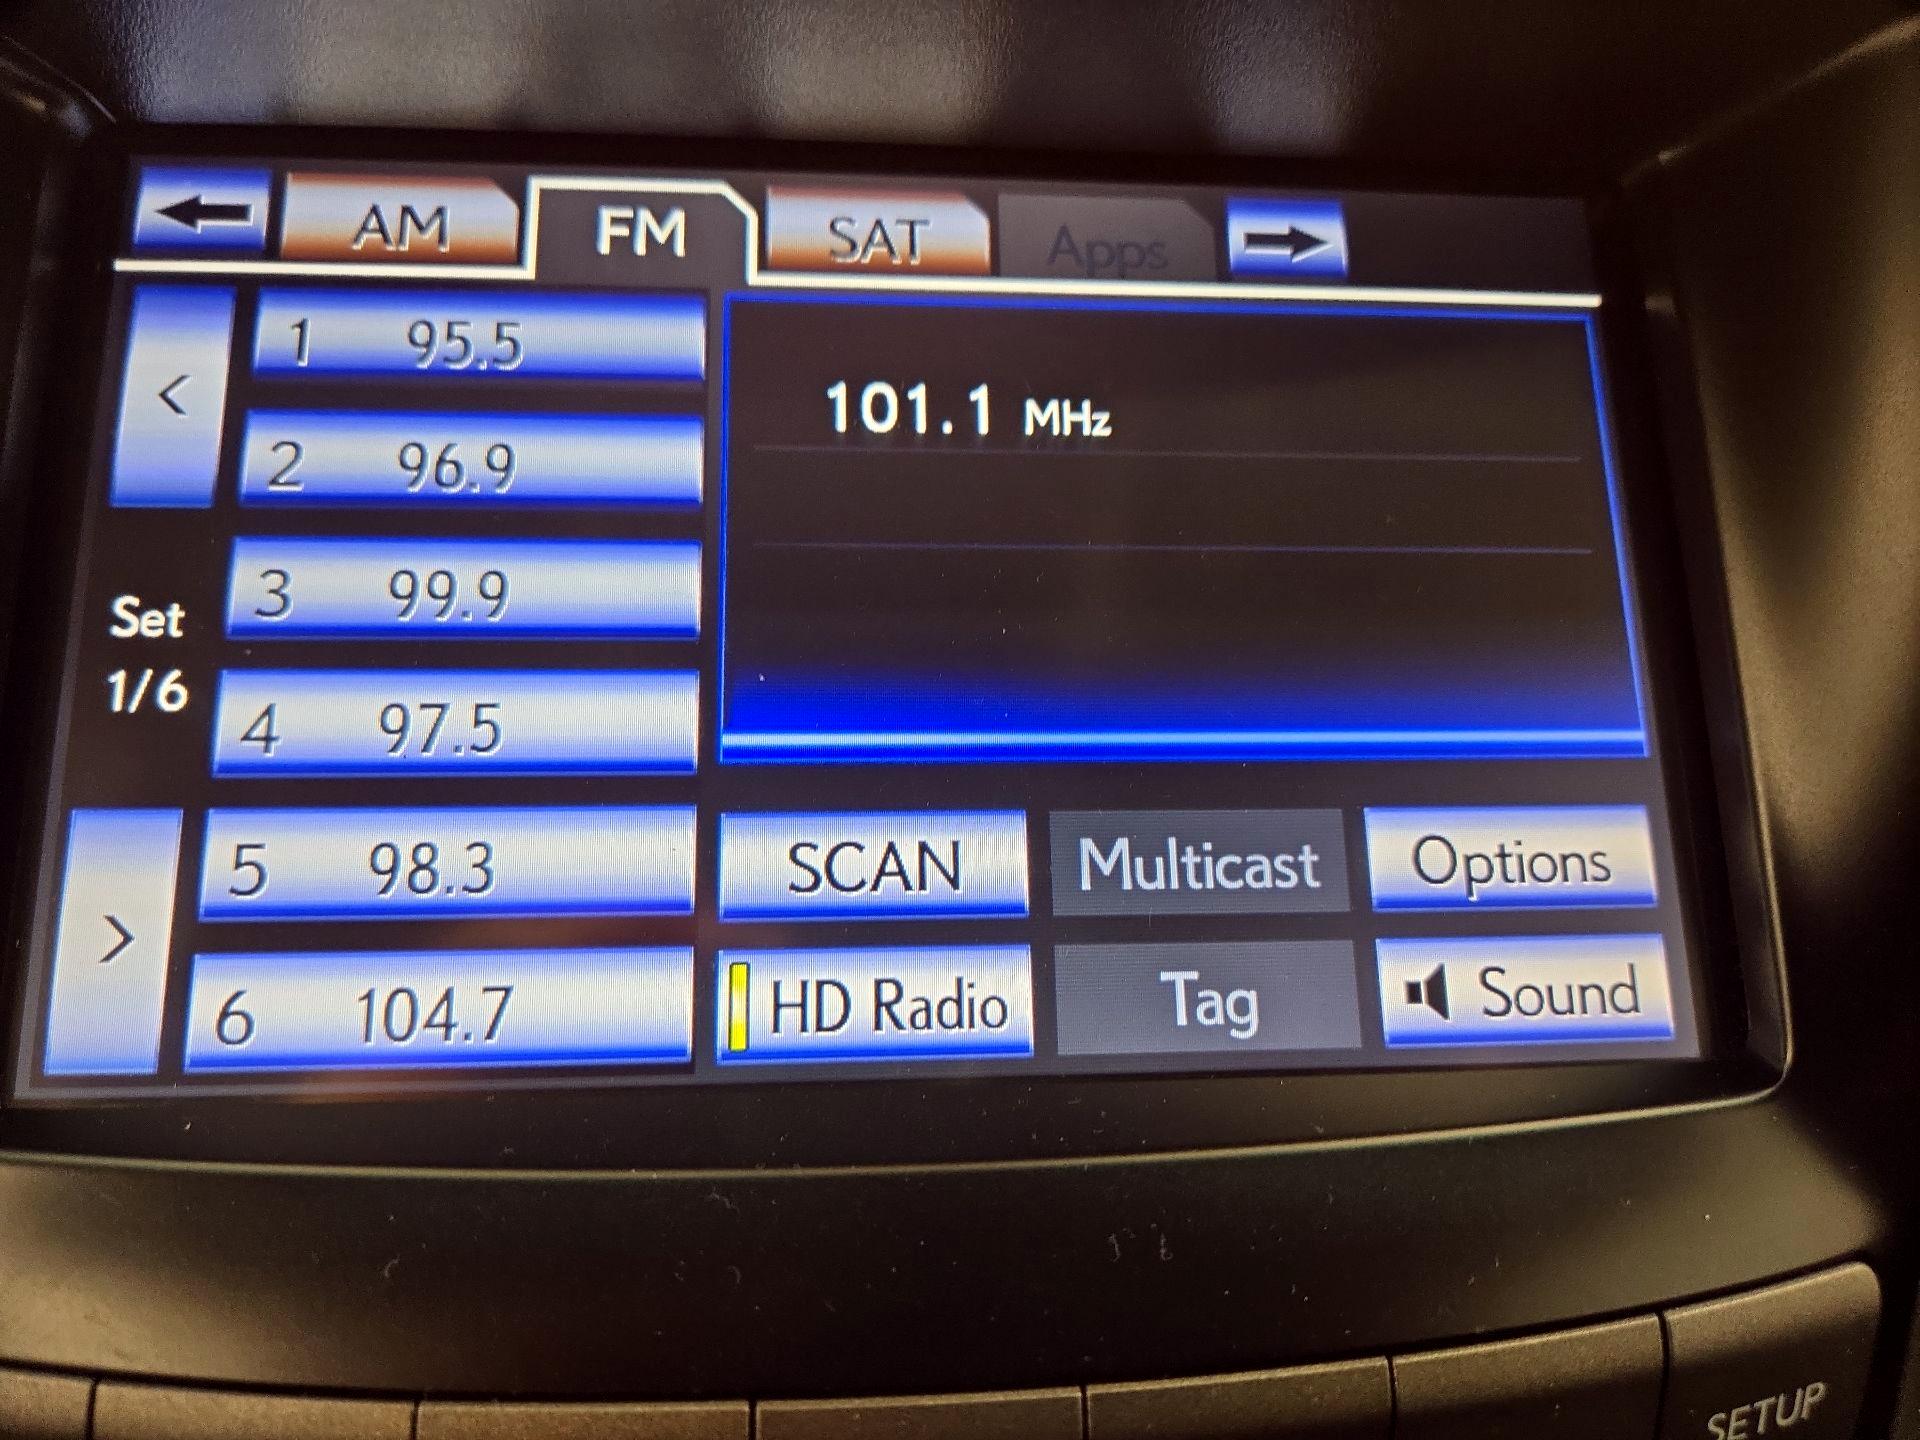 AM FM SAT Apps
<
1 95.5
2 96.9
3 99.9
Set
1/6
4 97.5
5 98.3
>
6 104.7
101.1 MHz
SCAN Multicast Options
HD Radio Tag Sound
SETUP